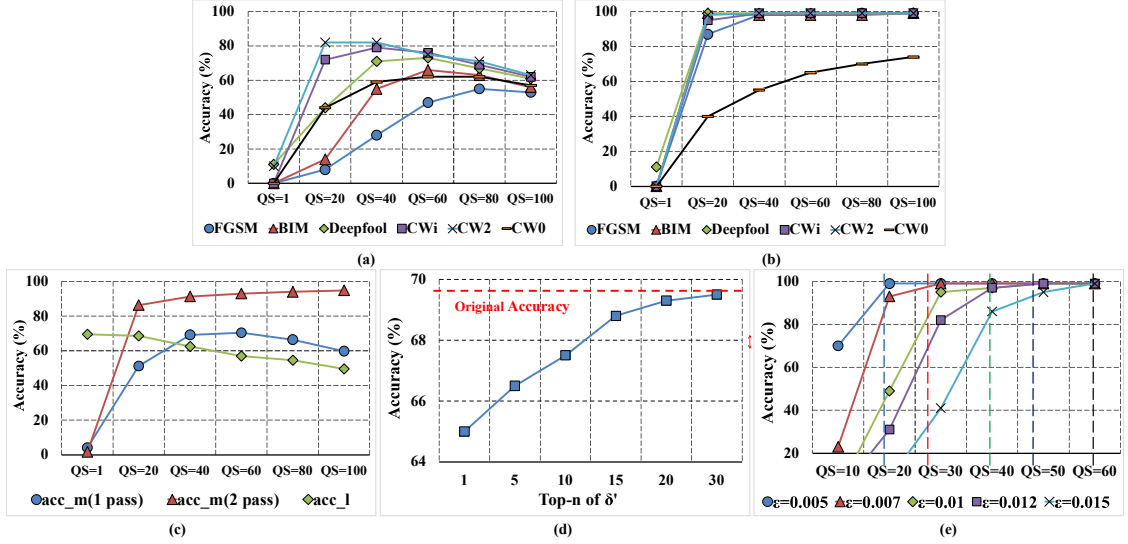 100
80
60
40
20
0
Accuracy (%)
QS=1 QS=20 QS=40 QS=60 QS=80 QS=100
FGSM BIM Deepfool CWi CW2 CW0
(a)
100
80
60
40
20
0
Accuracy (%)
QS=1 QS=20 QS=40 QS=60 QS=80 QS=100
FGSM BIM Deepfool CWi CW2 CW0
(b)
100
80
60
40
20
0
Accuracy (%)
QS=1 QS=20 QS=40 QS=60 QS=80 QS=100
acc_m(1 pass) acc_m(2 pass) acc_l
(c)
70
68
66
64
Accuracy (%)
Original Accuracy
1 5 10 15 20 30
Top-n of δ'
(d)
100
80
60
40
20
Accuracy (%)
QS=10 QS=20 QS=30 QS=40 QS=50 QS=60
ε=0.005 ε=0.007 ε=0.01 ε=0.012 ε=0.015
(e)